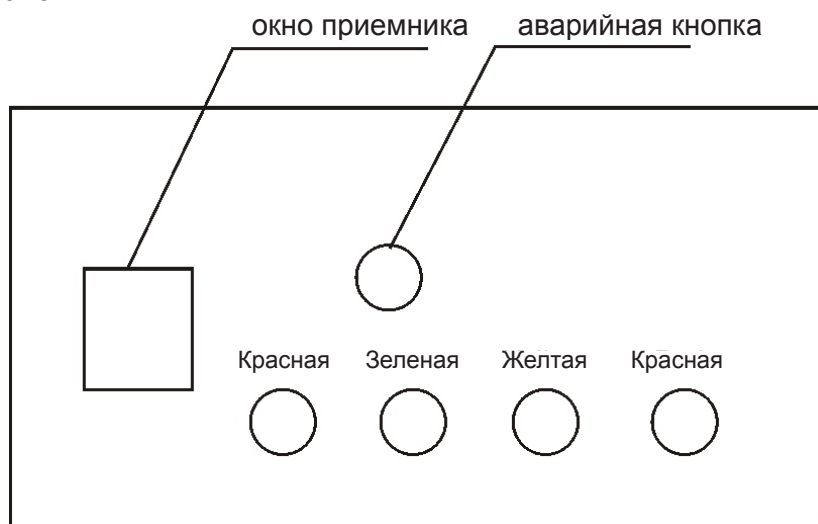 окно приемника
аварийная кнопка
Красная
Зеленая
Желтая
Красная